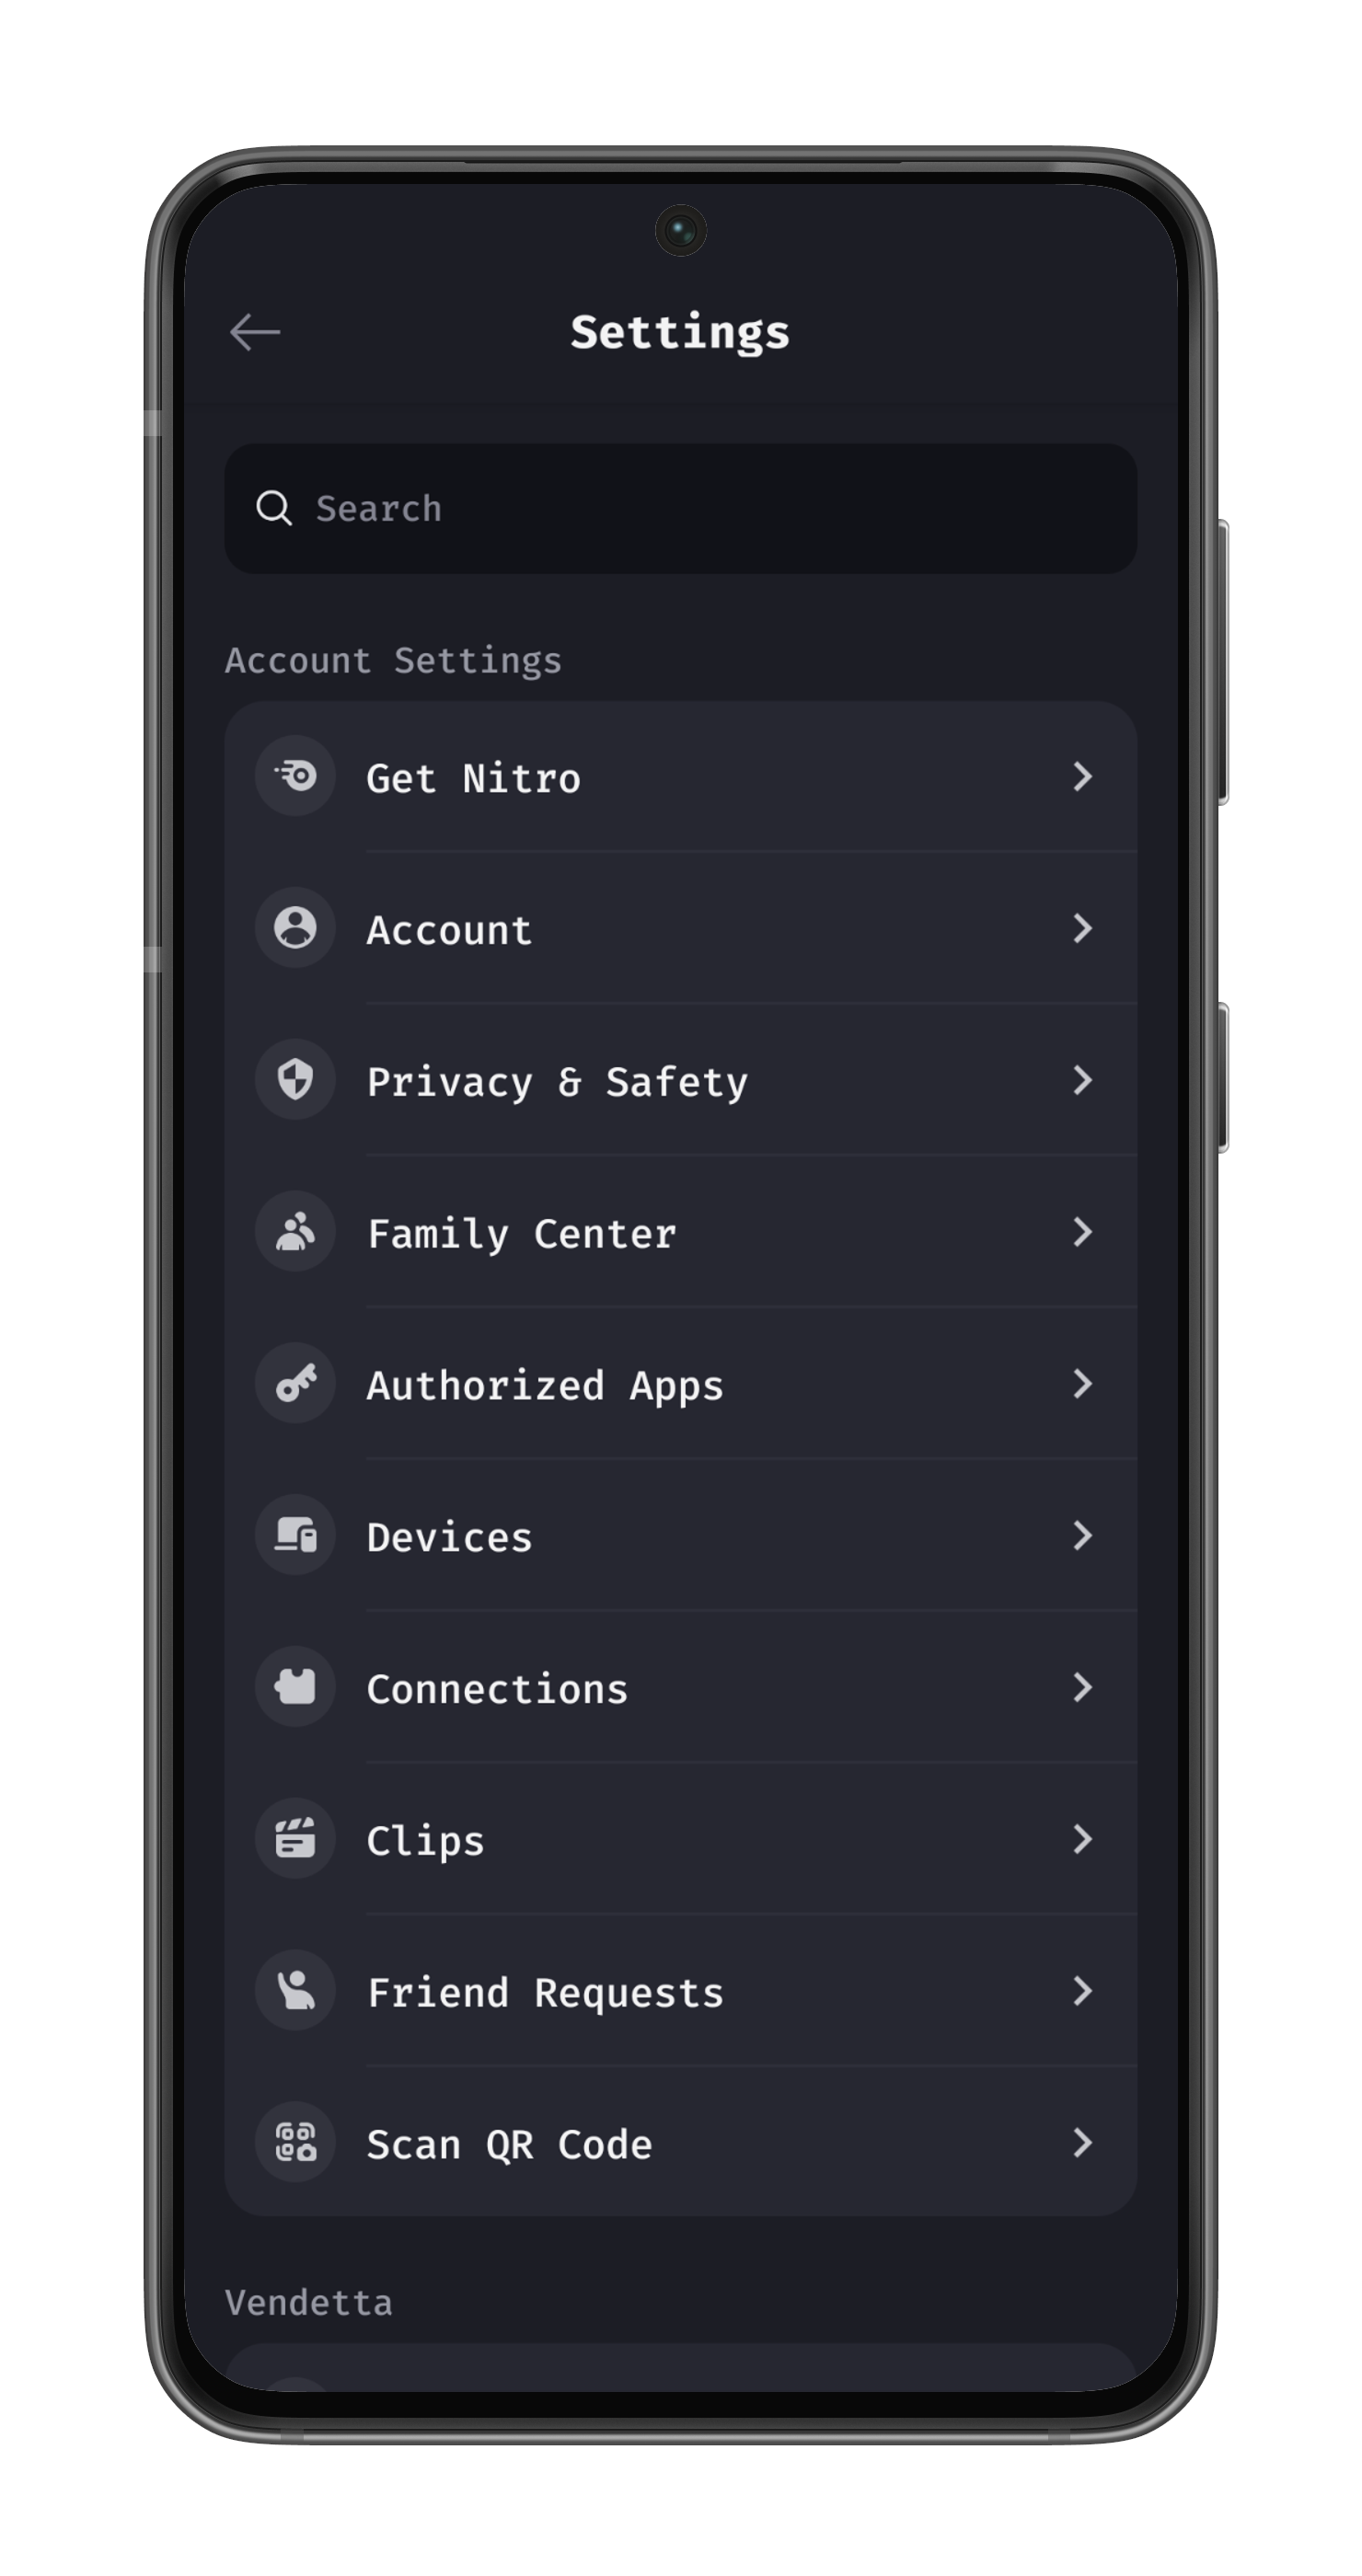 Settings
Search
Account Settings
Get Nitro
Account
Privacy & Safety
Family Center
Authorized Apps
Devices
Connections
Clips
Friend Requests
Scan QR Code
Vendetta